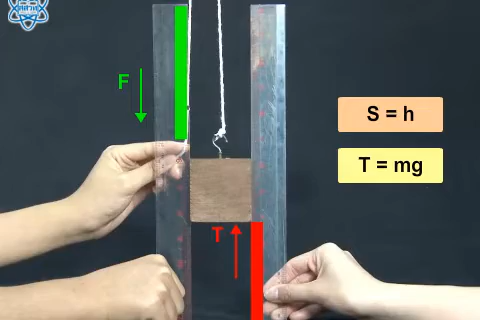 F
S = h
T = mg
T